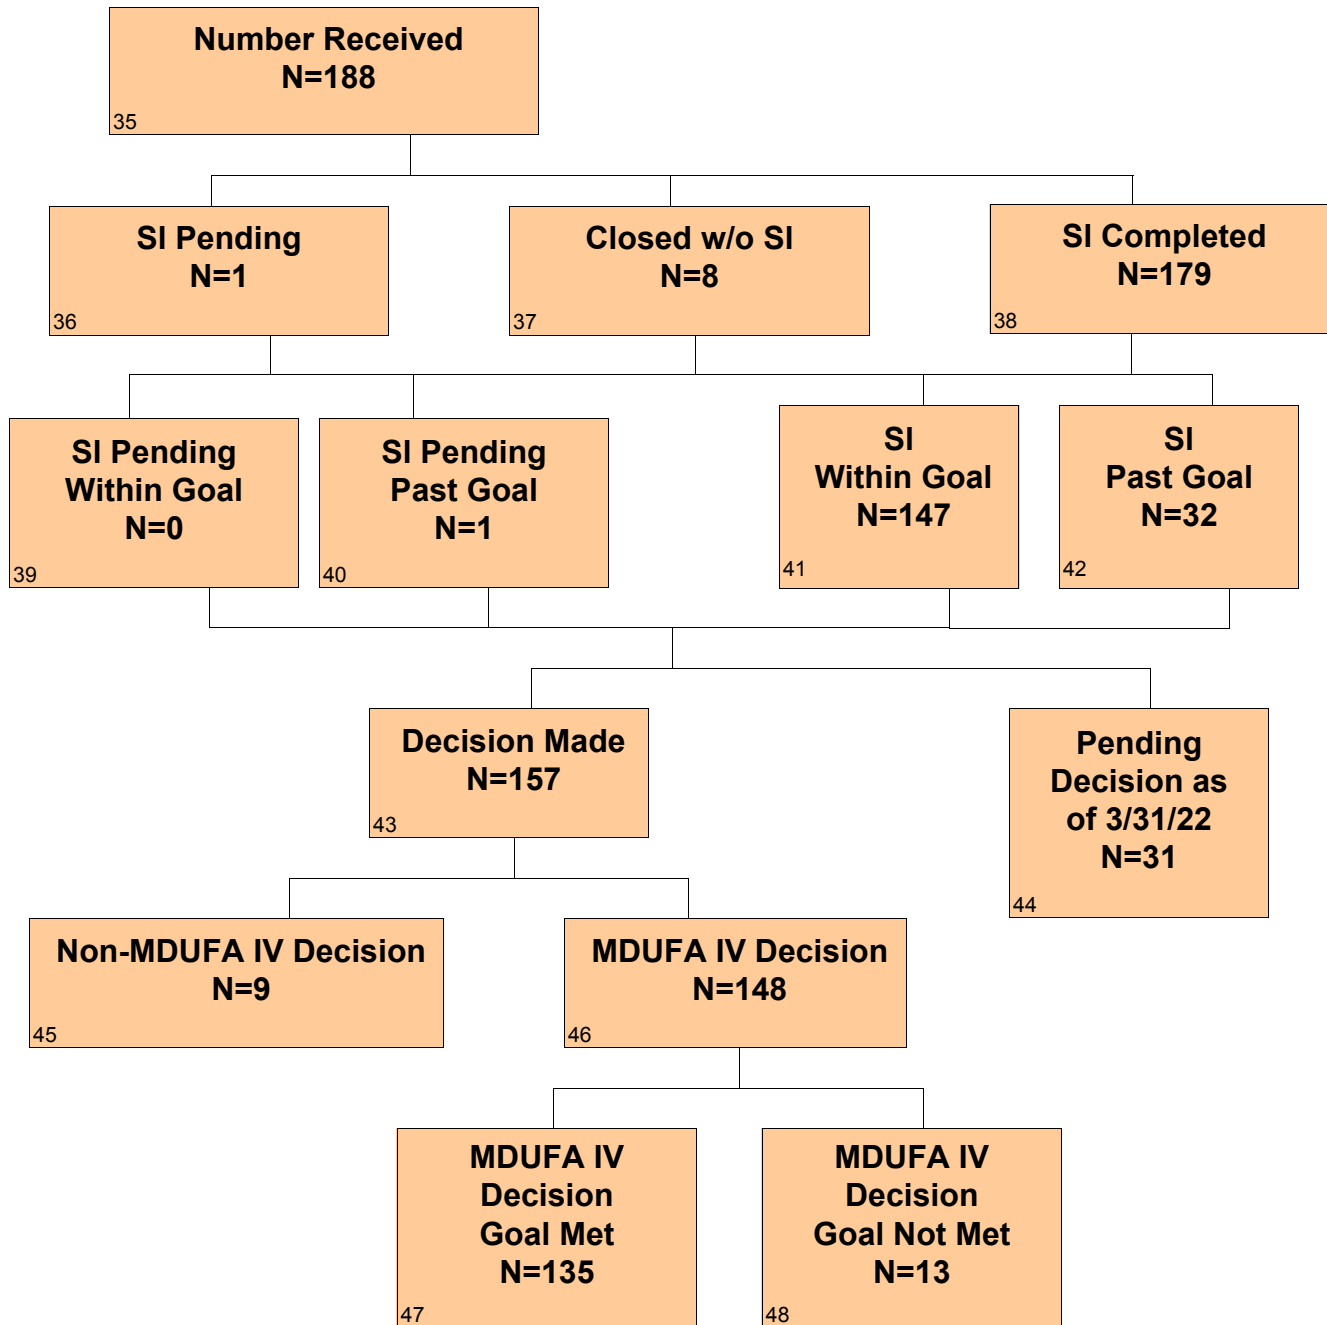 Number Received
N=188
35
SI Pending
N=1
36
Closed w/o SI
N=8
37
SI Completed
N=179
38
SI Pending
Within Goal
N=0
39
SI Pending
Past Goal
N=1
40
SI
Within Goal
N=147
41
SI
Past Goal
N=32
42
Decision Made
N=157
43
Pending
Decision as
of 3/31/22
N=31
44
Non-MDUFA IV Decision
N=9
45
MDUFA IV Decision
N=148
46
MDUFA IV
Decision
Goal Met
N=135
47
MDUFA IV
Decision
Goal Not Met
N=13
48